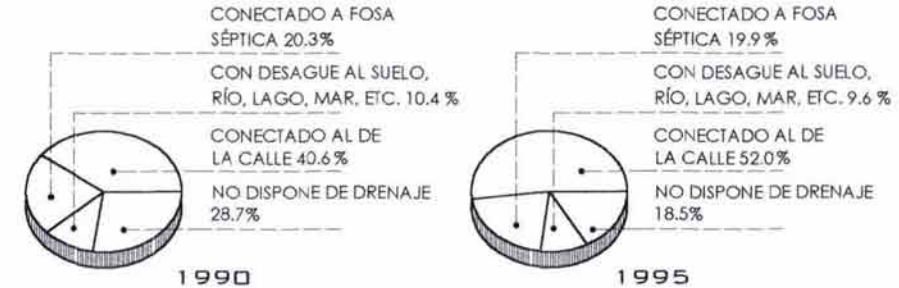 CONECTADO A FOSA
SÉPTICA 20.3%
CON DESAGUE AL SUELO,
RÍO, LAGO, MAR, ETC. 10.4 %
CONECTADO AL DE
LA CALLE 40.6%
NO DISPONE DE DRENAJE
28.7%
1990
CONECTADO A FOSA
SÉPTICA 19.9%
CON DESAGUE AL SUELO,
RÍO, LAGO, MAR, ETC. 9.6 %
CONECTADO AL DE
LA CALLE 52.0%
NO DISPONE DE DRENAJE
18.5%
1995